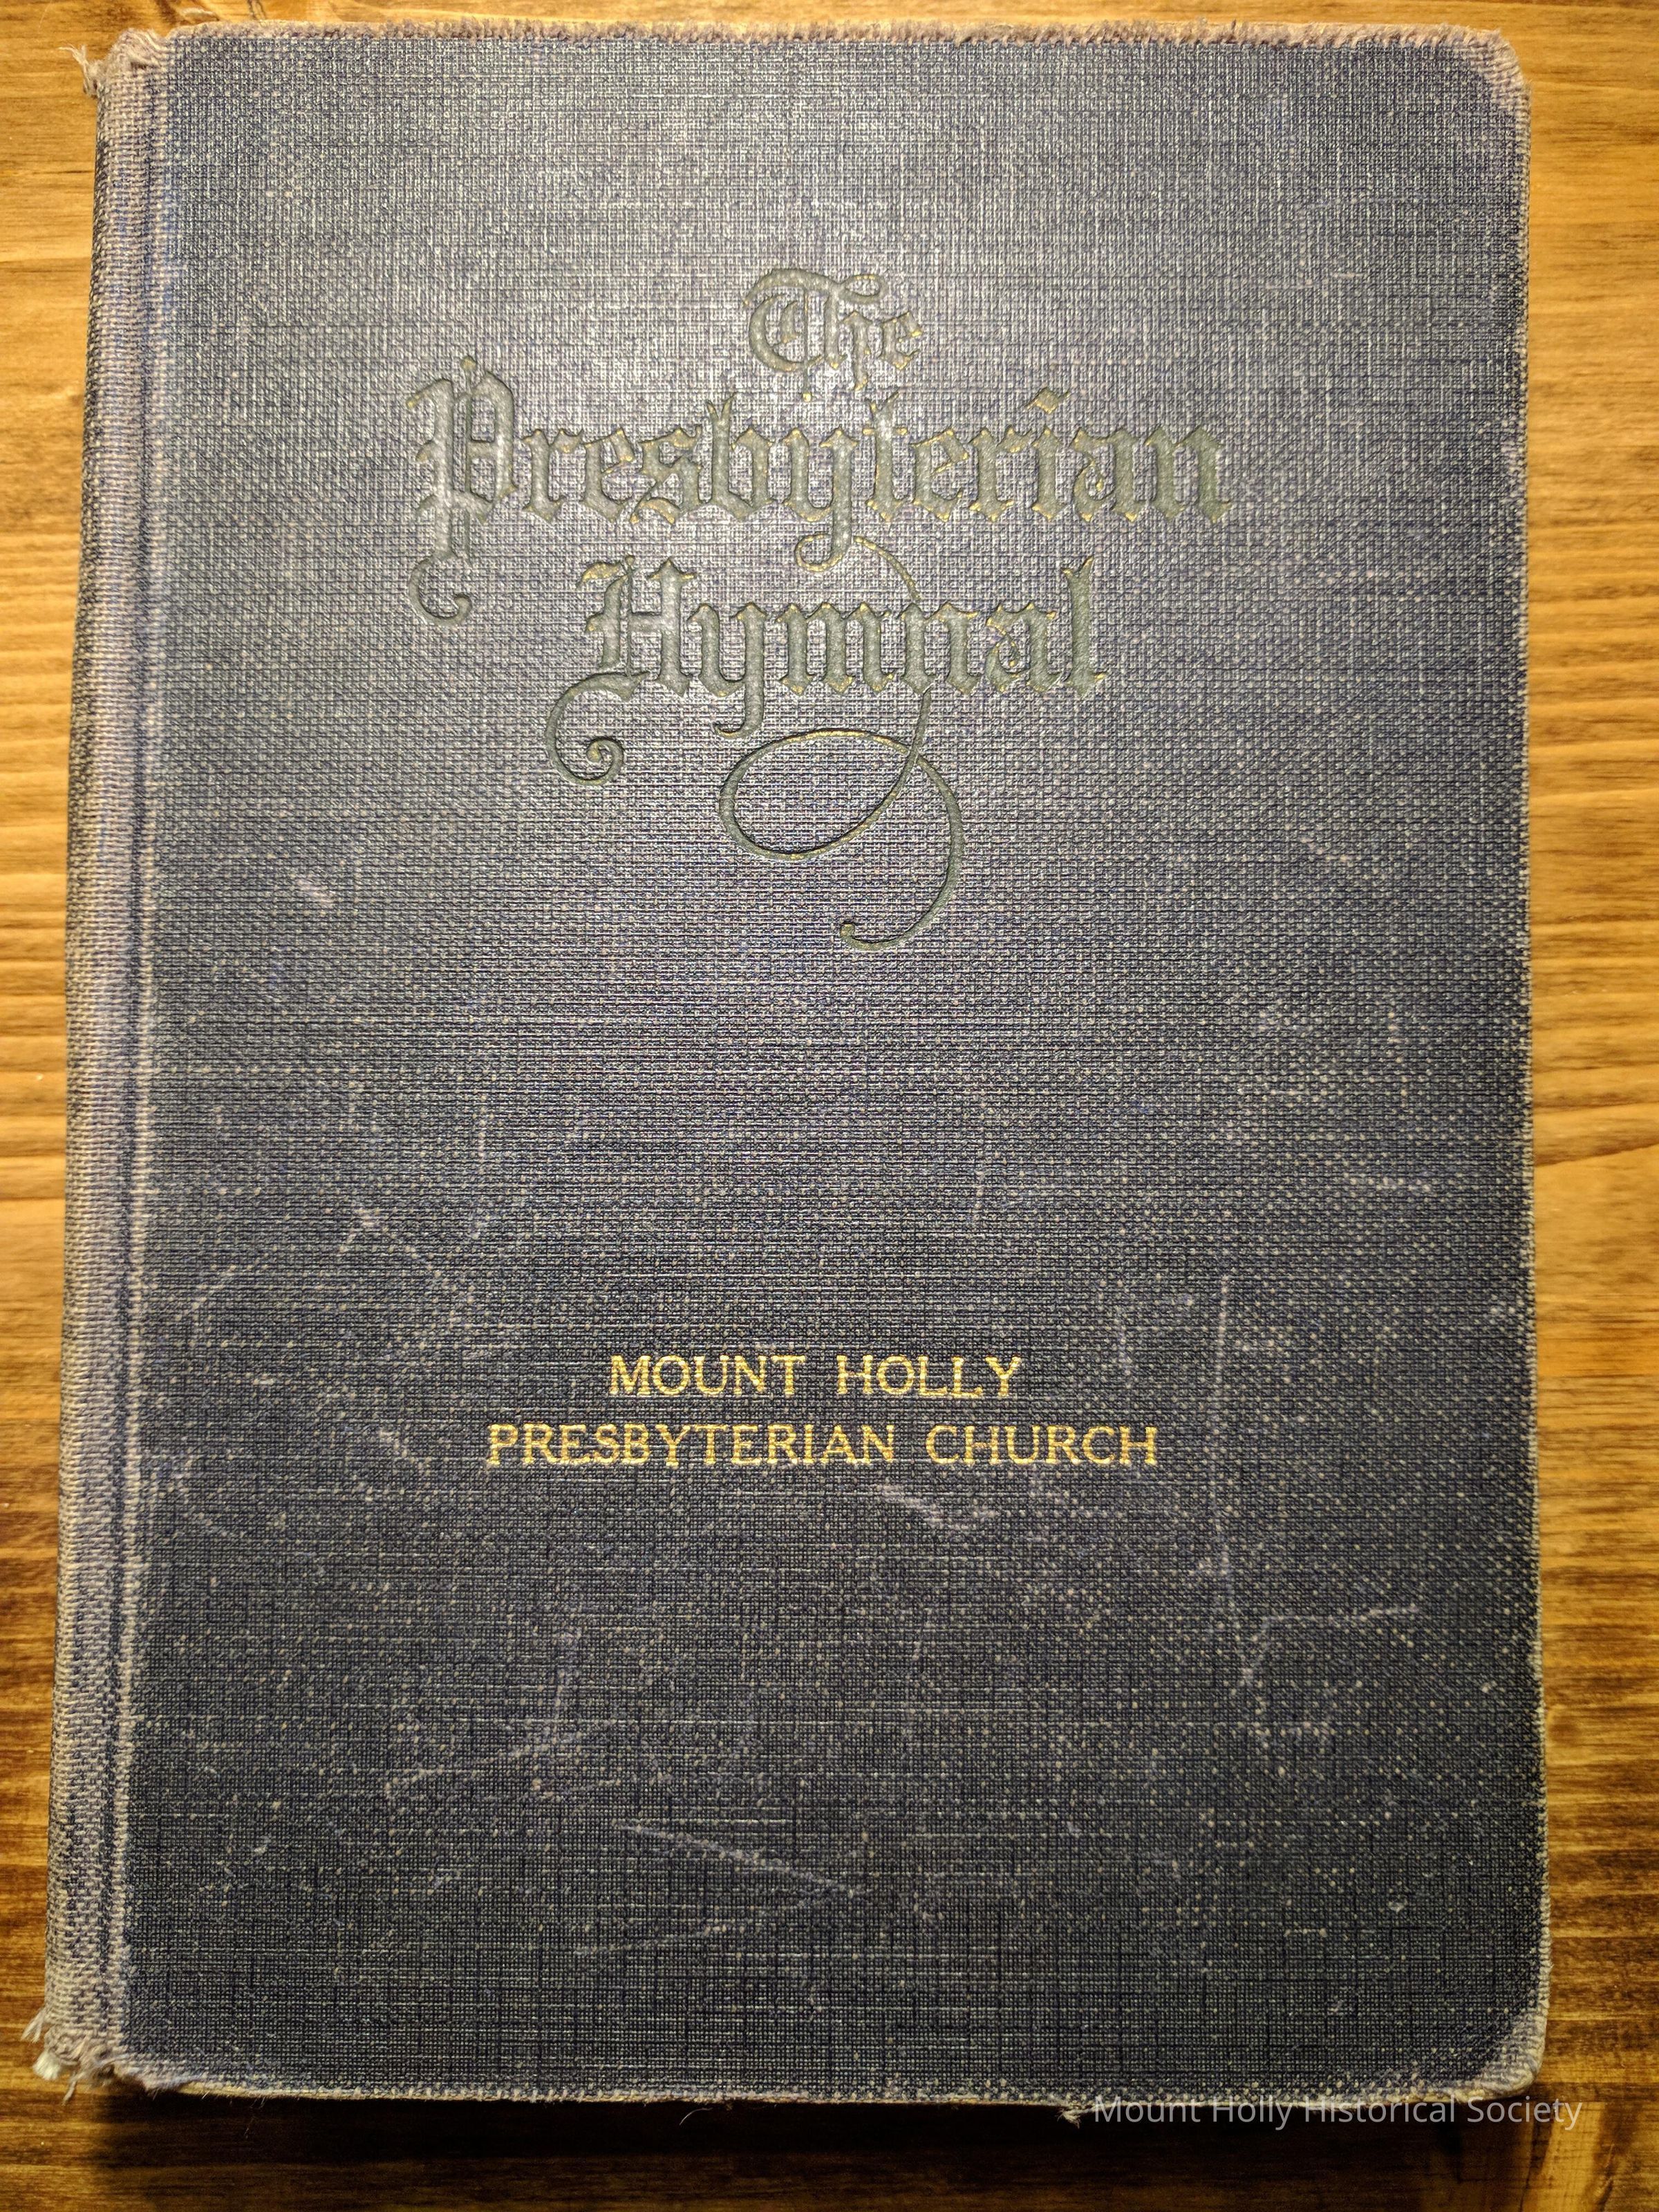 The
Presbyterian
Hymnal
MOUNT HOLLY
PRESBYTERIAN CHURCH
Mount Holly Historical Society